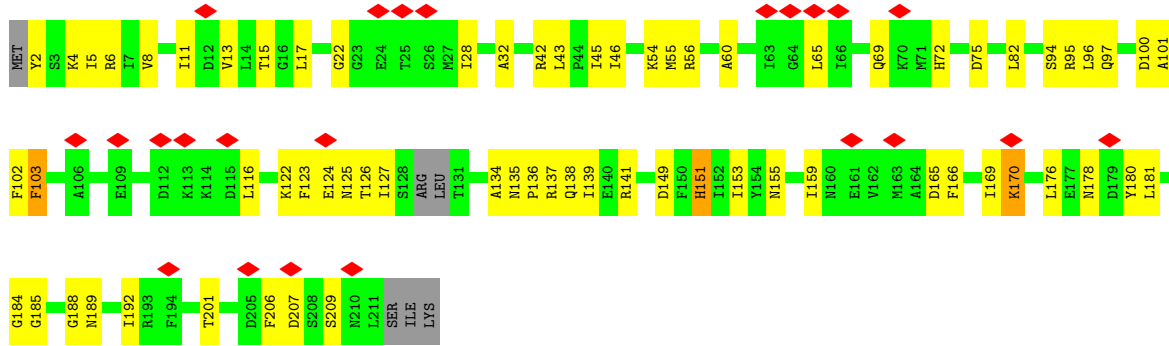 MET Y2 S3 K4 I5 R6 I7 V8 I11 D12 V13 L14 T15 G16 L17 G22 G23 E24 T25 S26 M27 I28 A32 R42 L43 P44 I45 I46 K54 M55 R56 A60 I63 G64 L65 I66 Q69 K70 M71 H72 D75 L82 S94 R95 L96 Q97 D100 A101
F102 F103 A106 E109 D112 K113 K114 D115 L116 K122 F123 E124 N125 T126 I127 S128 ARG LEU T131 A134 N135 P136 R137 Q138 I139 E140 R141 D149 F150 H151 I152 I153 Y154 N155 I159 N160 E161 V162 M163 A164 D165 F166 I169 K170 L176 E177 N178 D179 Y180 L181
G184 G185 G188 N189 I192 R193 F194 T201 D205 F206 D207 S208 S209 N210 L211 SER ILE LYS